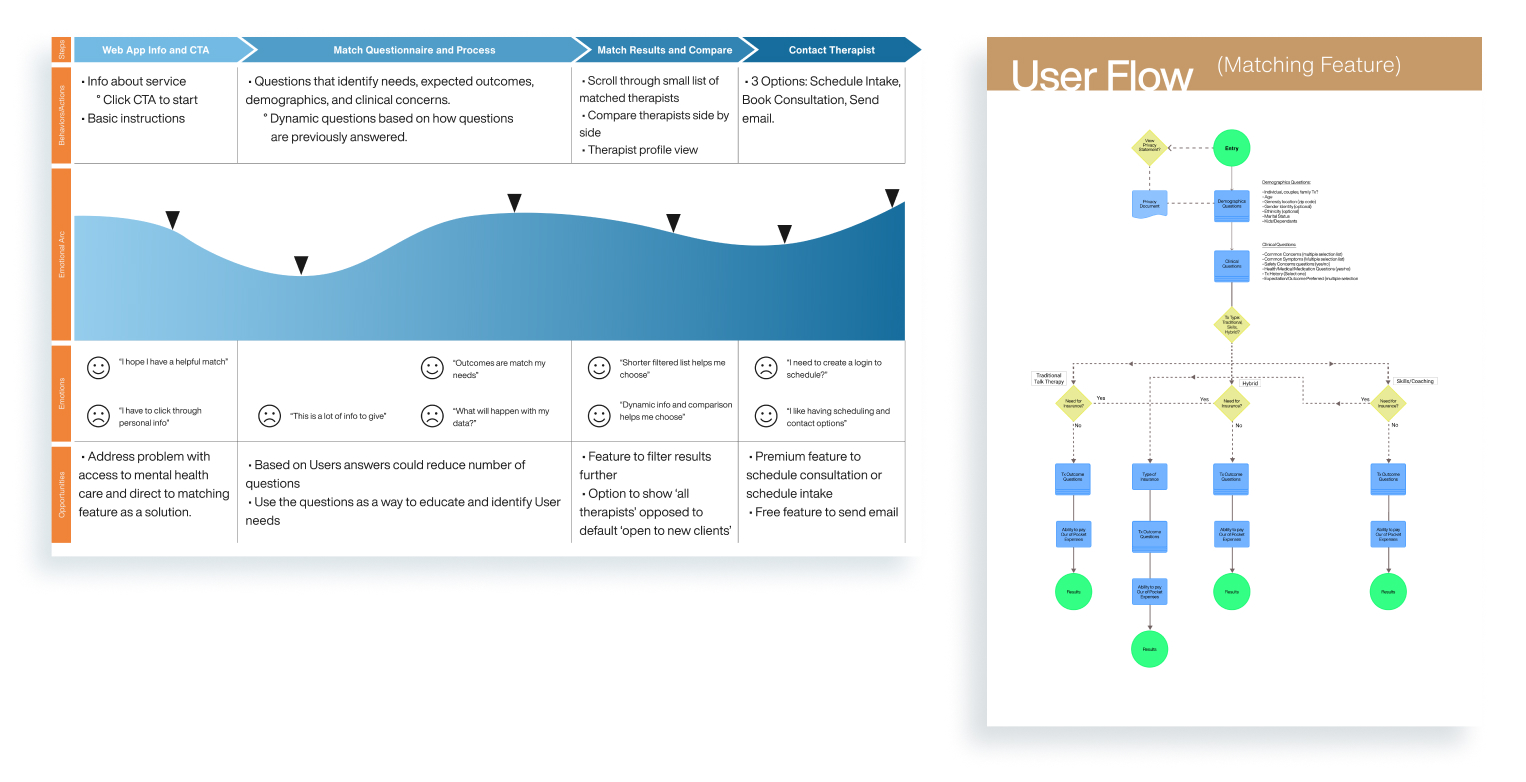 Steps
Web App Info and CTA
Match Questionnaire and Process
Match Results and Compare
Contact Therapist
Behaviors/Actions
• Info about service
° Click CTA to start
• Basic instructions
• Questions that identify needs, expected outcomes,
demographics, and clinical concerns.
° Dynamic questions based on how questions
are previously answered.
• Scroll through small list of
matched therapists
• Compare therapists side by
side
• Therapist profile view
• 3 Options: Schedule Intake,
Book Consultation, Send
email.
Emotional Arc
Emotions
“I hope I have a helpful match”
“I have to click through
personal info”
“This is a lot of info to give”
“Outcomes are match my
needs”
“What will happen with my
data?”
“Shorter filtered list helps me
choose”
“Dynamic info and comparison
helps me choose”
“I need to create a login to
schedule?”
“I like having scheduling and
contact options”
Opportunities
• Address problem with
access to mental health
care and direct to matching
feature as a solution.
• Based on Users answers could reduce number of
questions
• Use the questions as a way to educate and identify User
needs
• Feature to filter results
further
• Option to show ‘all
therapists’ opposed to
default ‘open to new clients’
• Premium feature to
schedule consultation or
schedule intake
• Free feature to send email
User Flow
(Matching Feature)
View
Privacy
Statement?
Entry
Privacy
Document
Demographics
Questions
Demographics Questions:
-Individual, couples, family Tx?
-Age
-Domestic location (zip code)
-Gender Identity (optional)
-Ethnicity (optional)
-Marital Status
-Kids/Dependants
Clinical
Questions
Clinical Questions:
-Common Concerns (multiple selection list)
-Common Symptoms (Multiple selection list)
-Safety Concerns questions (yes/no)
-Health/Medical/Medication Questions (yes/no)
-Tx History (Selections)
-Expectation/Outcome Preferred (multiple selection
Tx Type:
Traditional
Skills,
Hybrid?
Traditional
Talk Therapy
Hybrid
Skills/Coaching
Need for
Insurance?
Yes
Yes
Need for
Insurance?
Yes
Need for
Insurance?
No
No
No
Tx Outcome
Questions
Type of
Insurance
Tx Outcome
Questions
Tx Outcome
Questions
Ability to pay
Our of Pocket
Expenses
Tx Outcome
Questions
Ability to pay
Our of Pocket
Expenses
Ability to pay
Our of Pocket
Expenses
Results
Ability to pay
Our of Pocket
Expenses
Results
Results
Results